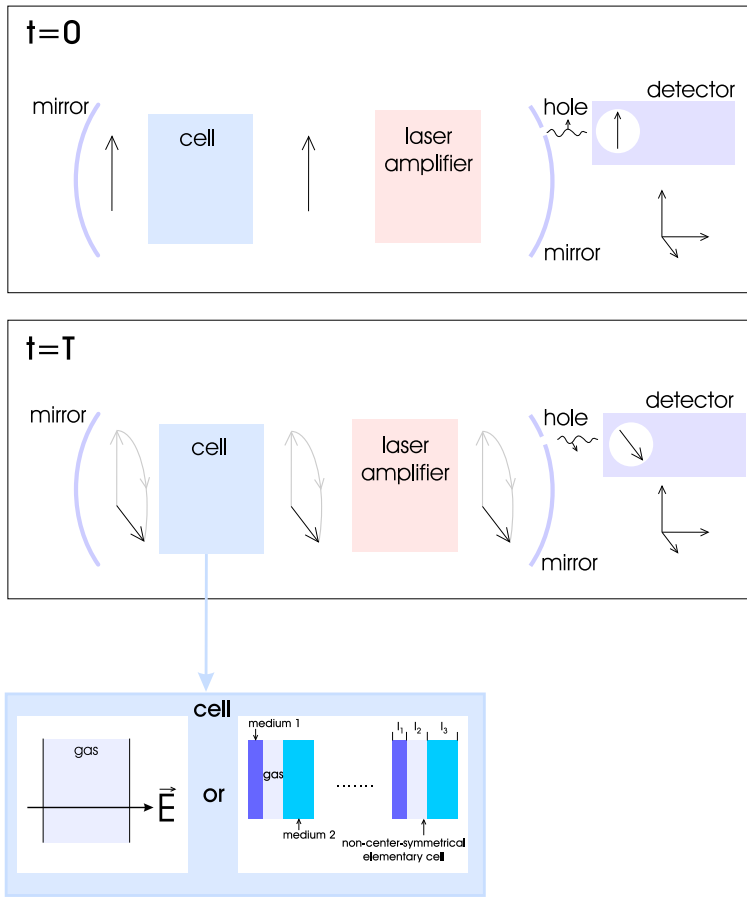 t=0
mirror
cell
laser
amplifier
hole
detector
mirror
t=T
mirror
cell
laser
amplifier
hole
detector
mirror
cell
gas
E
or
medium 1
gas
medium 2
l1 l2 l3
non-center-symmetrical
elementary cell